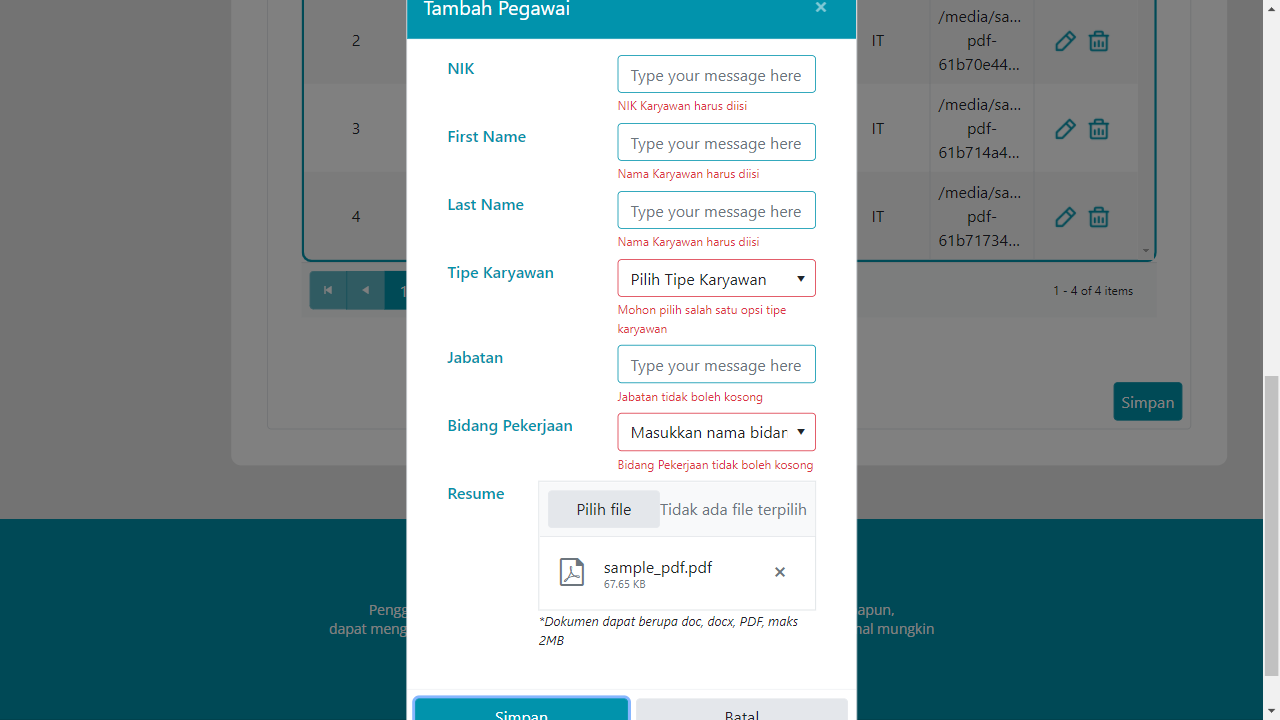 Tambah Pegawai
×
2
IT
/media/sa...
pdf-
61b70e44...
3
IT
/media/sa...
pdf-
61b714a4...
4
IT
/media/sa...
pdf-
61b71734...
1
1 - 4 of 4 items
Simpan
NIK
Type your message here
NIK Karyawan harus diisi
First Name
Type your message here
Nama Karyawan harus diisi
Last Name
Type your message here
Nama Karyawan harus diisi
Tipe Karyawan
Pilih Tipe Karyawan
Mohon pilih salah satu opsi tipe
karyawan
Jabatan
Type your message here
Jabatan tidak boleh kosong
Bidang Pekerjaan
Masukkan nama bidar
Bidang Pekerjaan tidak boleh kosong
Resume
Pilih file
Tidak ada file terpilih
sample_pdf.pdf
67.65 KB
*Dokumen dapat berupa doc, docx, PDF, maks
2MB
Simpan
Batal
apun,
dapat
mungkin